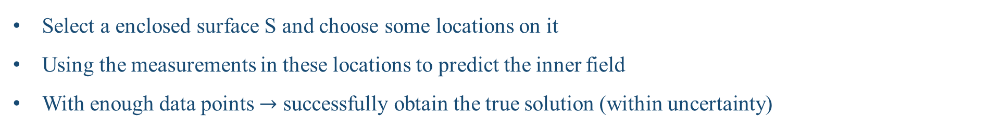 • Select a enclosed surface S and choose some locations on it
• Using the measurements in these locations to predict the inner field
• With enough data points → successfully obtain the true solution (within uncertainty)